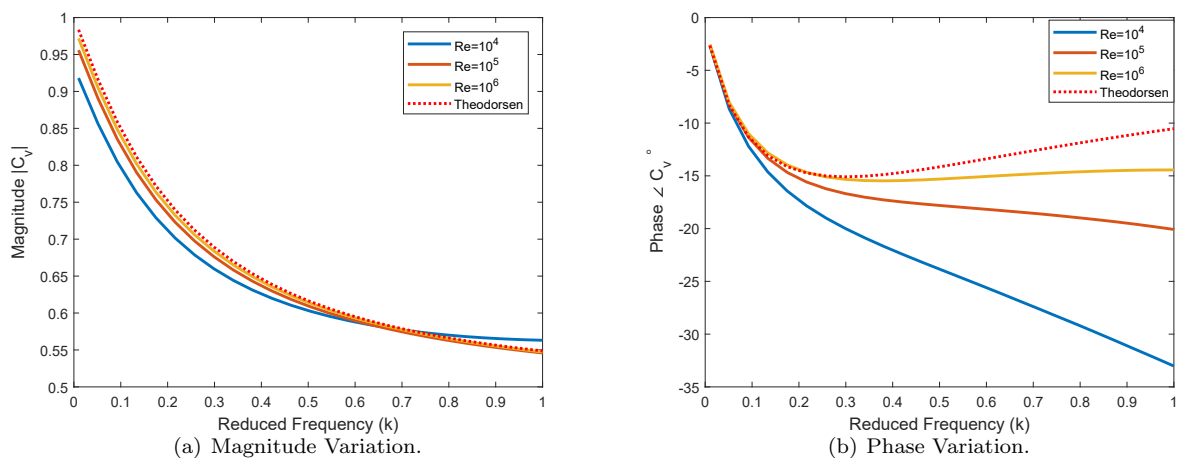 1
0.95
0.9
0.85
0.8
0.75
0.7
0.65
0.6
0.55
0.5
Magnitude |C_v|
Re=10^4
Re=10^5
Re=10^6
Theodorsen
0 0.1 0.2 0.3 0.4 0.5 0.6 0.7 0.8 0.9 1
Reduced Frequency (k)
(a) Magnitude Variation.
0
-5
-10
-15
-20
-25
-30
-35
Phase ∠ C_v °
Re=10^4
Re=10^5
Re=10^6
Theodorsen
0 0.1 0.2 0.3 0.4 0.5 0.6 0.7 0.8 0.9 1
Reduced Frequency (k)
(b) Phase Variation.